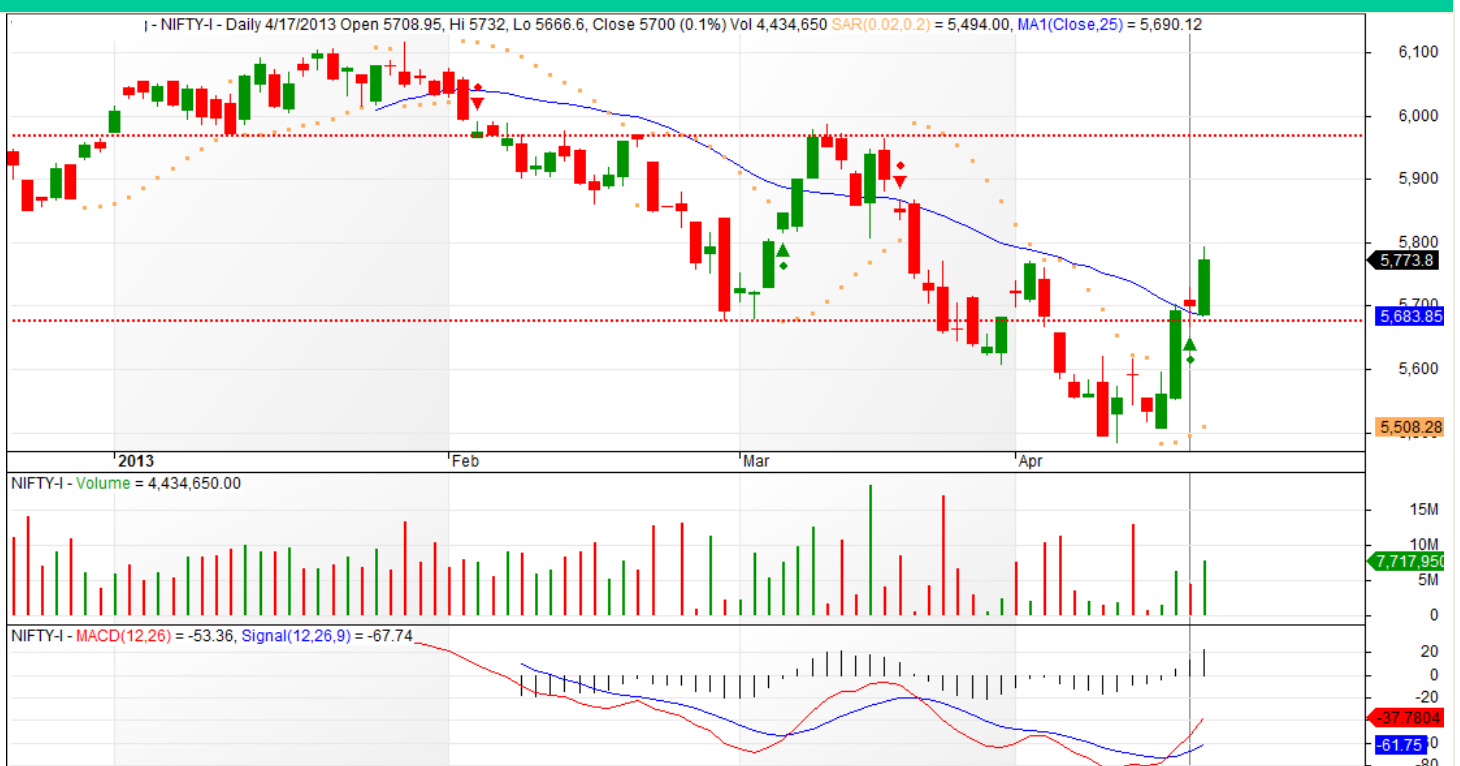 - NIFTY-I - Daily 4/17/2013 Open 5708.95, Hi 5732, Lo 5666.6, Close 5700 (0.1%) Vol 4,434,650 SAR(0.02,0.2) = 5,494.00, MA1(Close,25) = 5,690.12
6,100
6,000
5,900
5,800
5,773.8
5,700
5,683.85
5,600
5,508.28
2013 Feb Mar Apr
NIFTY-I - Volume = 4,434,650.00
15M
10M
7,717,950
5M
0
NIFTY-I - MACD(12,26) = -53.36, Signal(12,26,9) = -67.74
20
0
-20
-37.7804
-61.75
-80